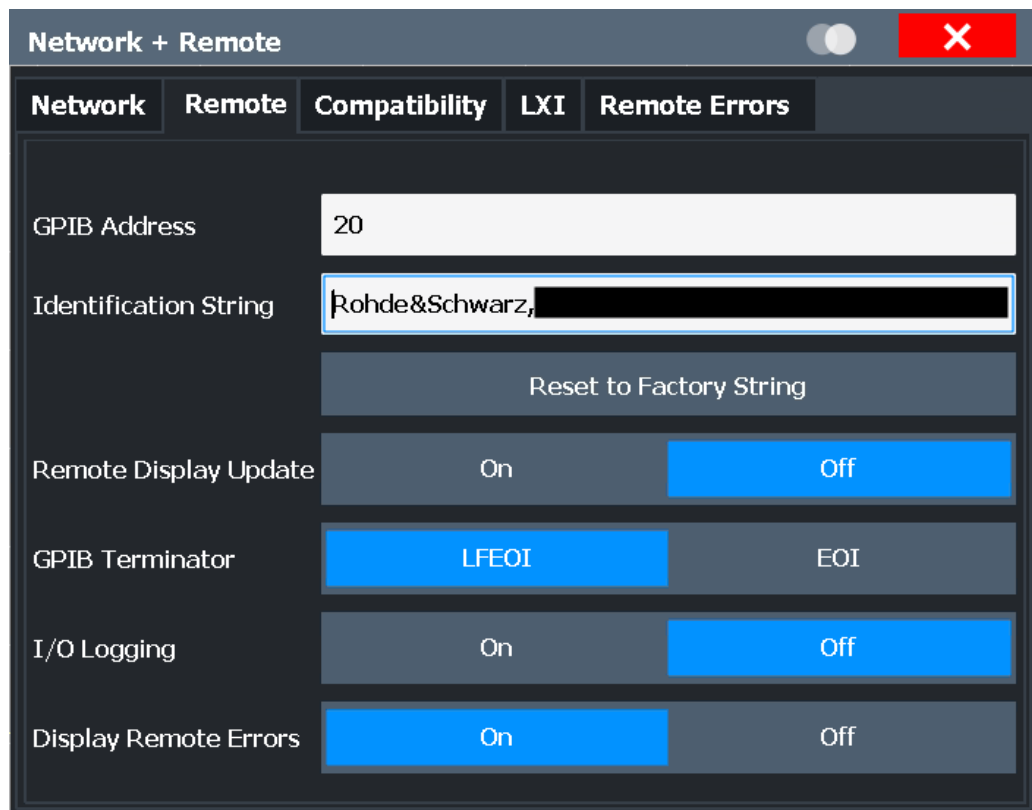 Network + Remote
Network Remote Compatibility LXI Remote Errors
GPIB Address 20
Identification String Rohde&Schwarz,
Reset to Factory String
Remote Display Update On Off
GPIB Terminator LFEOI EOI
I/O Logging On Off
Display Remote Errors On Off